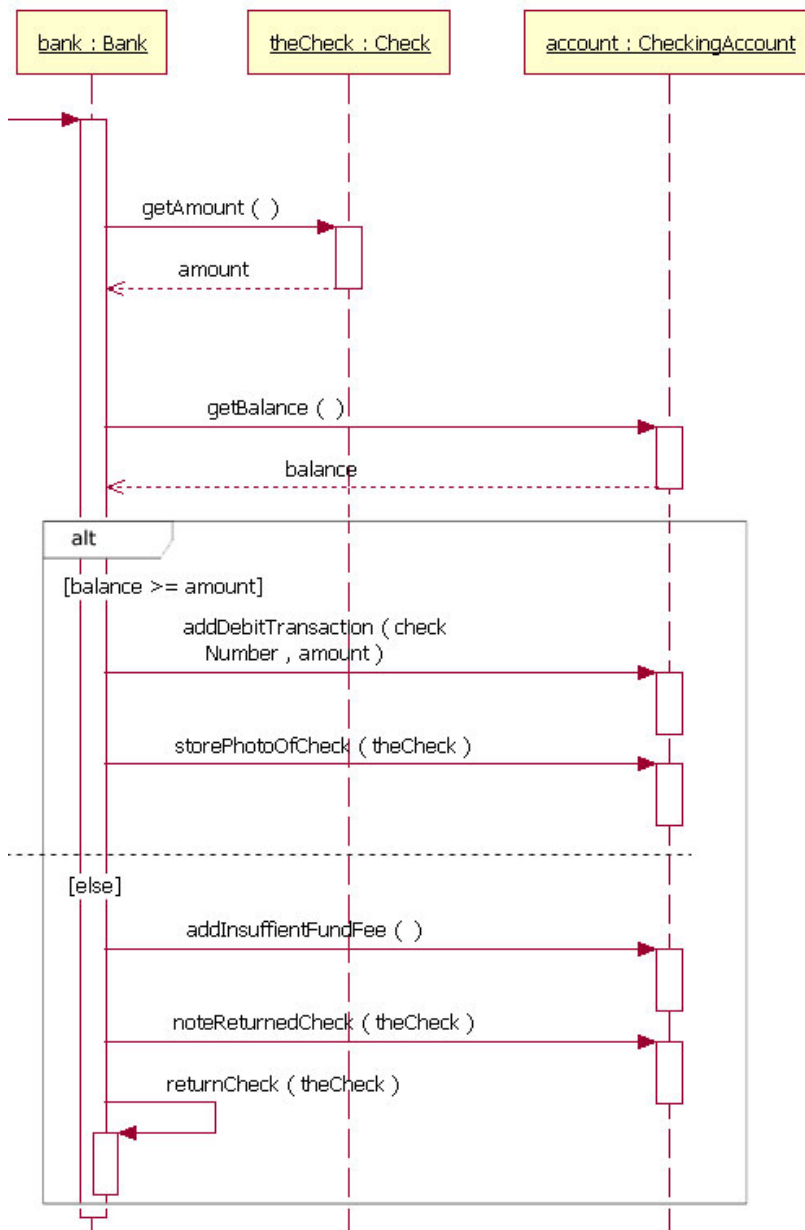 bank : Bank
theCheck : Check
account : CheckingAccount
getAmount ( )
amount
getBalance ( )
balance
alt
[balance >= amount]
addDebitTransaction ( check
Number , amount )
storePhotoOfCheck ( theCheck )
[else]
addInsuffientFundFee ( )
noteReturnedCheck ( theCheck )
returnCheck ( theCheck )